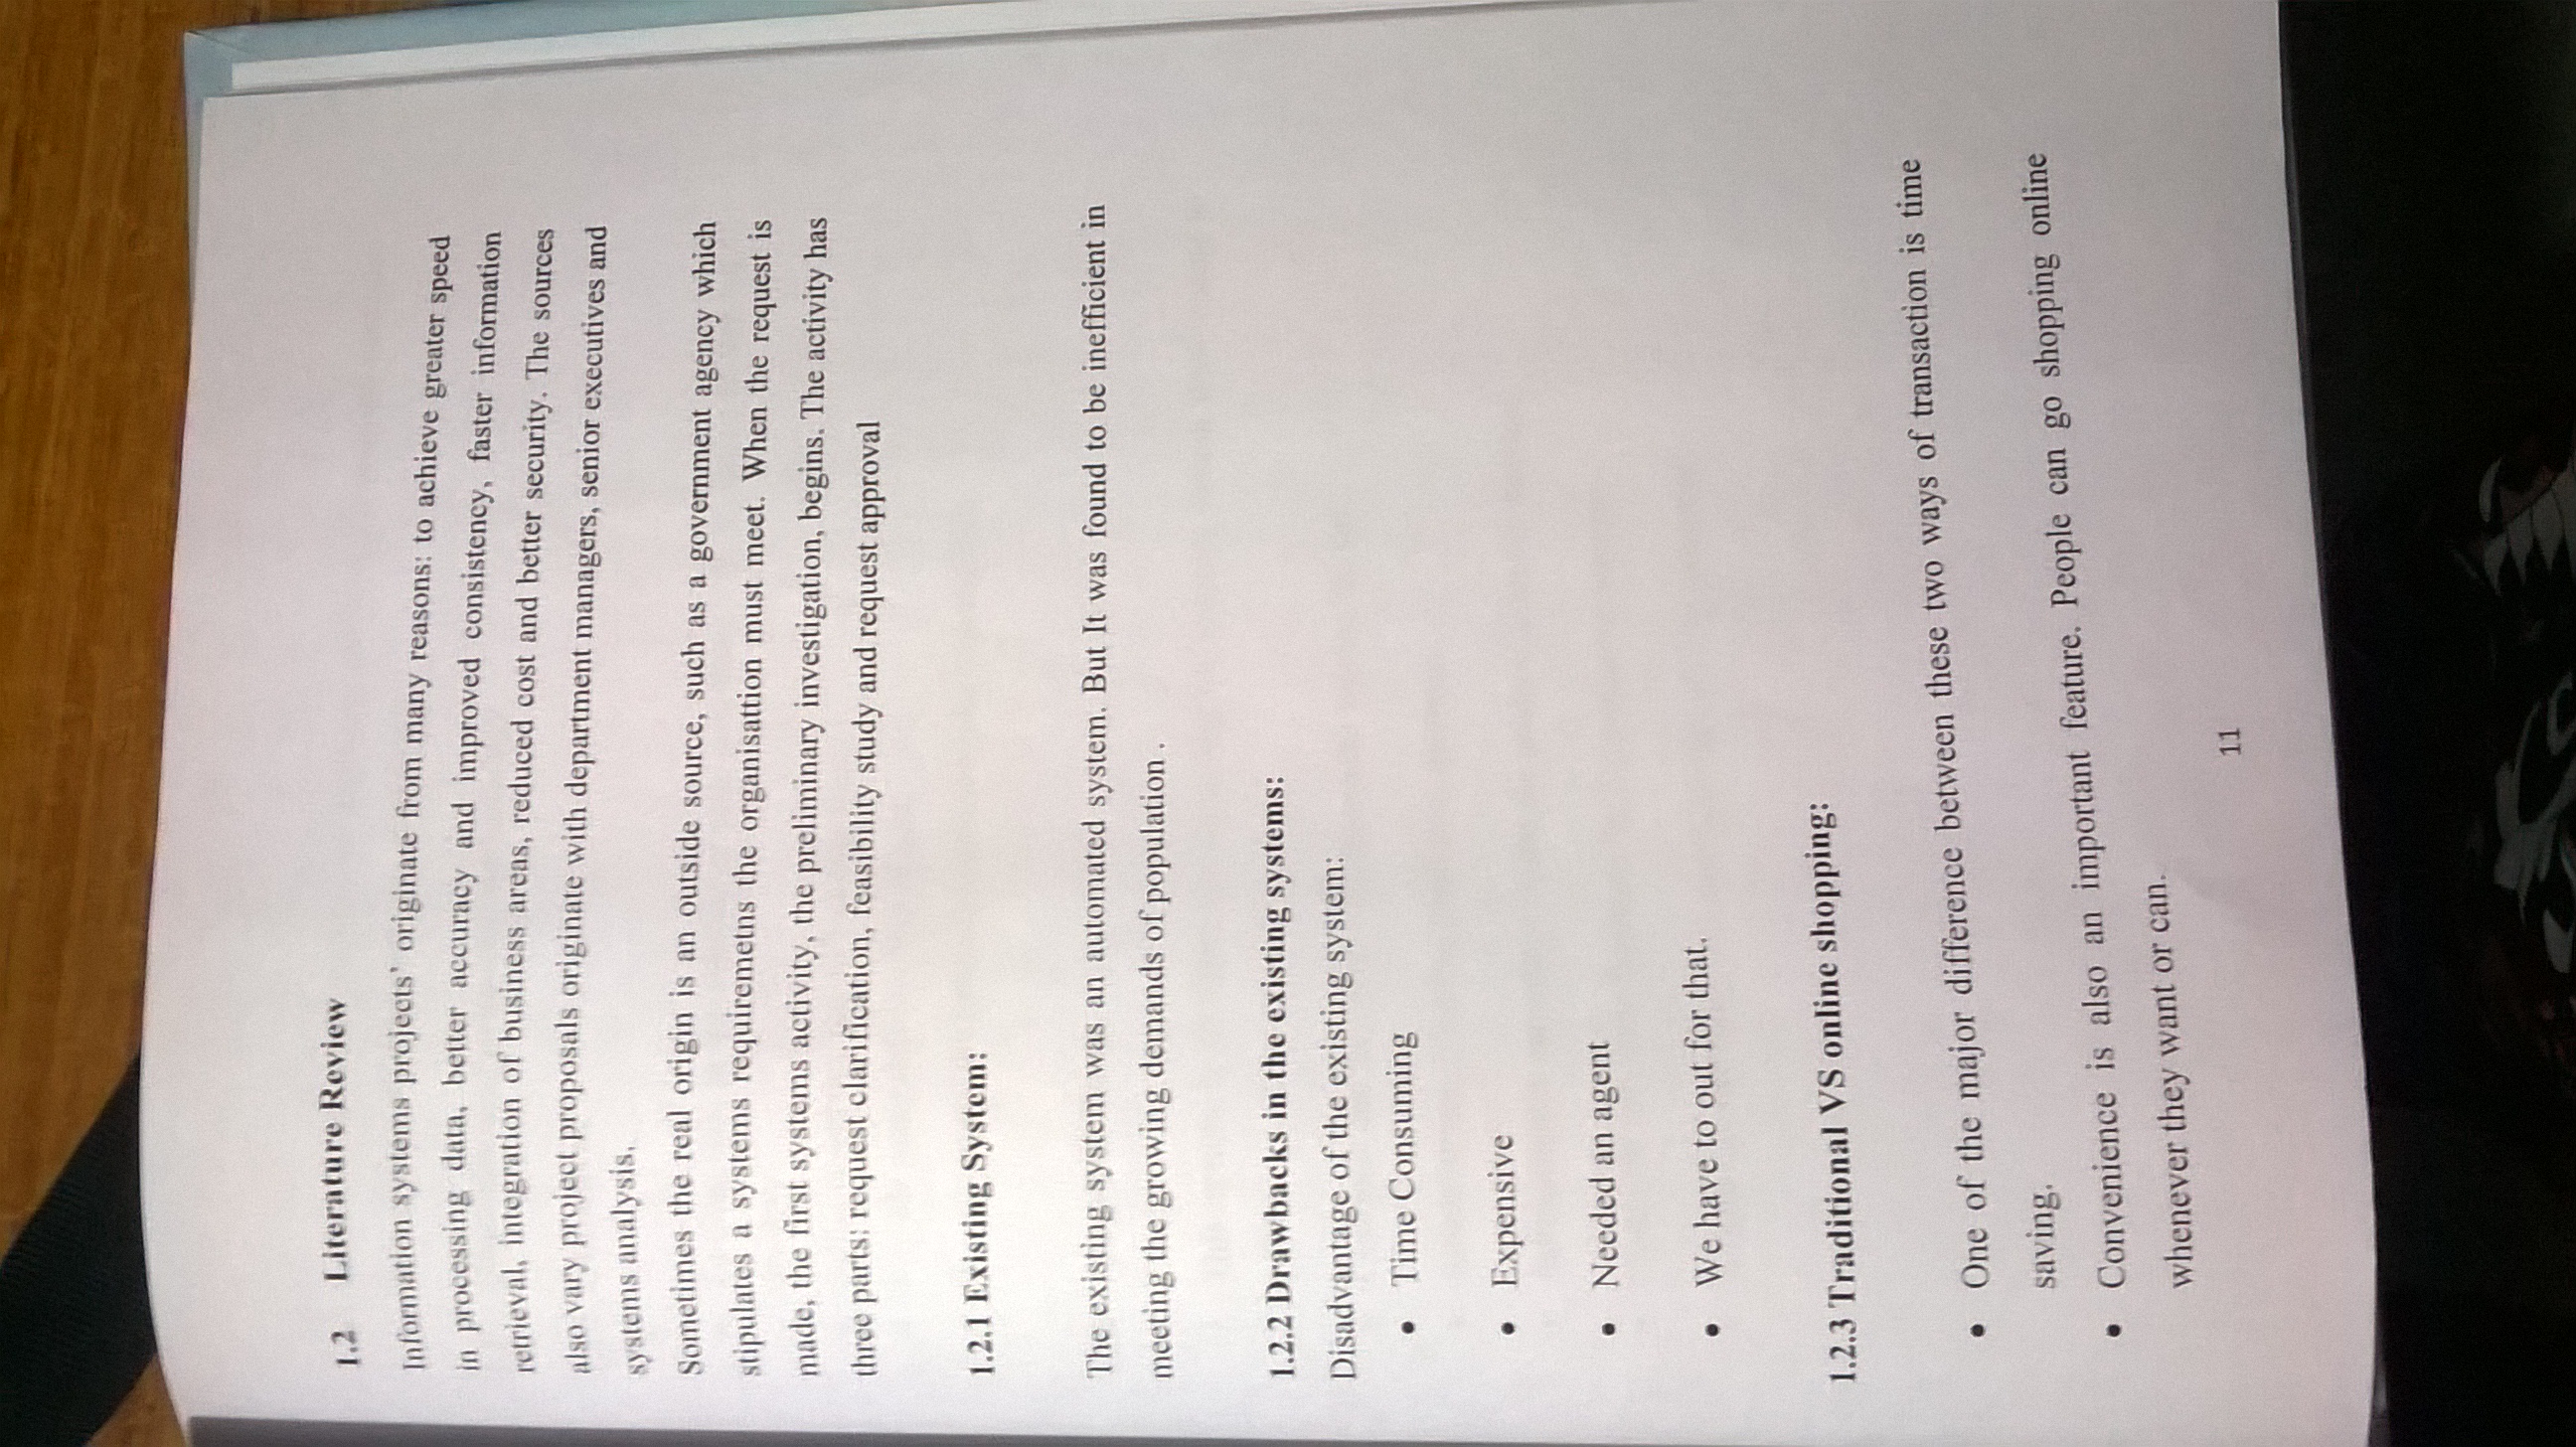 1.2 Literature Review
Information systems projects' originate from many reasons: to achieve greater speed
in processing data, better accuracy and improved consistency, faster information
retrieval, integration of business areas, reduced cost and better security. The sources
also vary project proposals originate with department managers, senior executives and
systems analysis.
Sometimes the real origin is an outside source, such as a government agency which
stipulates a systems requiremetns the organisation must meet. When the request is
made, the first systems activity, the preliminary investigation, begins. The activity has
three parts: request clarification, feasibility study and request approval
1.2.1 Existing System:
The existing system was an automated system. But It was found to be inefficient in
meeting the growing demands of population .
1.2.2 Drawbacks in the existing systems:
Disadvantage of the existing system:
• Time Consunning
• Expensive
• Needed an agent
• We have to out for that.
1.2.3 Traditional VS online shopping:
• One of the major difference between these two ways of transaction is time
saving.
• Convenience is also an important feature. People can go shopping online
whenever they want or can.
11